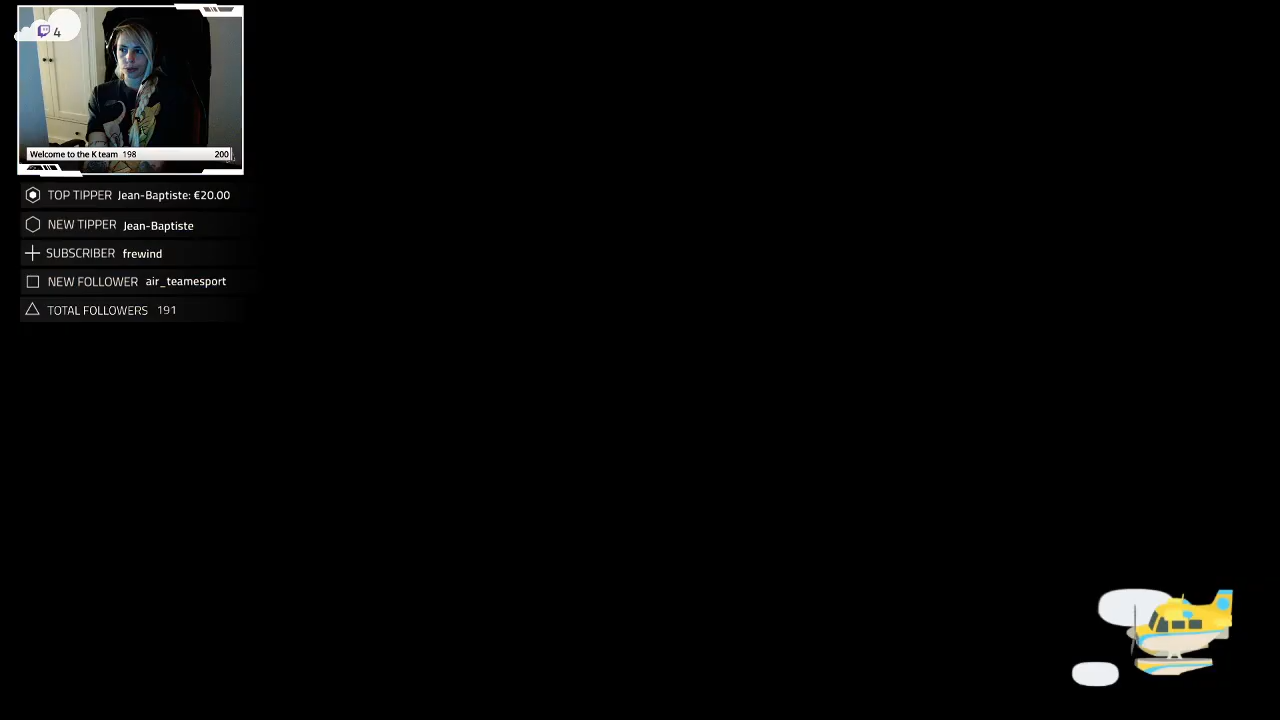 4
Welcome to the K team 198 200
TOP TIPPER Jean-Baptiste: €20.00
NEW TIPPER Jean-Baptiste
SUBSCRIBER frewind
NEW FOLLOWER air_teamesport
TOTAL FOLLOWERS 191